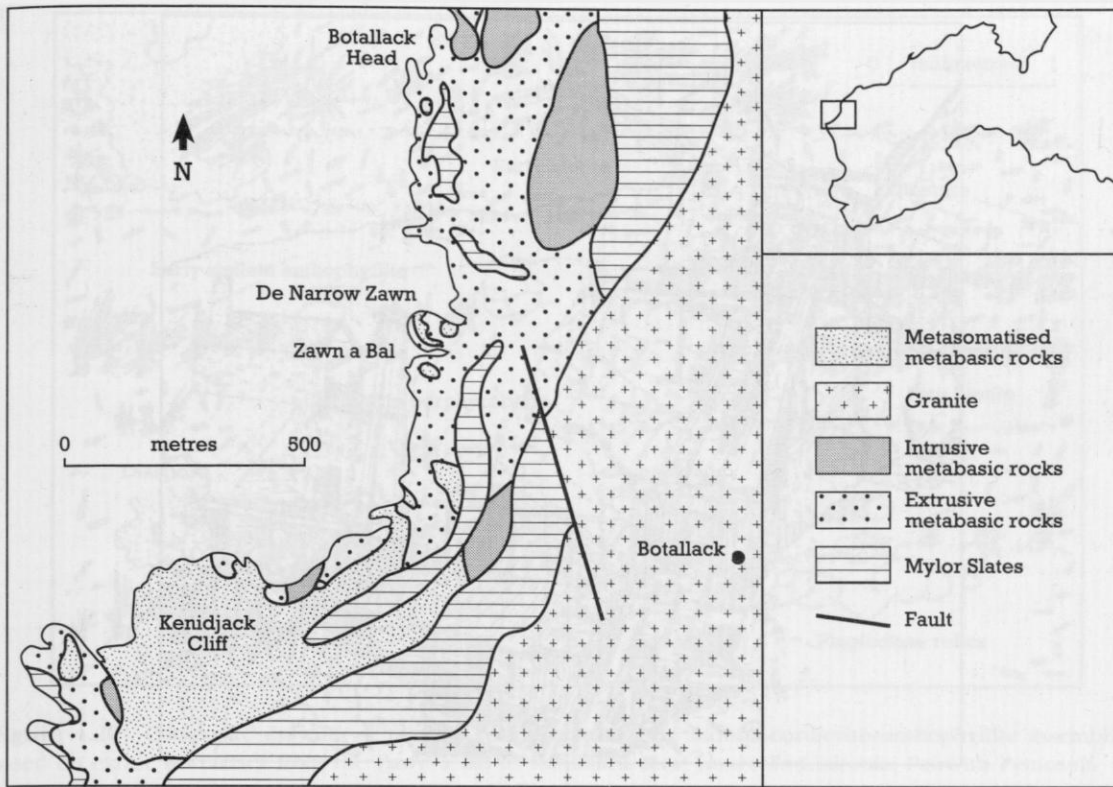 Botallack
Head
N
De Narrow Zawn
Zawn a Bal
0 metres 500
Kenidjack
Cliff
Botallack
Metasomatised
metabasic rocks
Granite
Intrusive
metabasic rocks
Extrusive
metabasic rocks
Mylor Slates
Fault